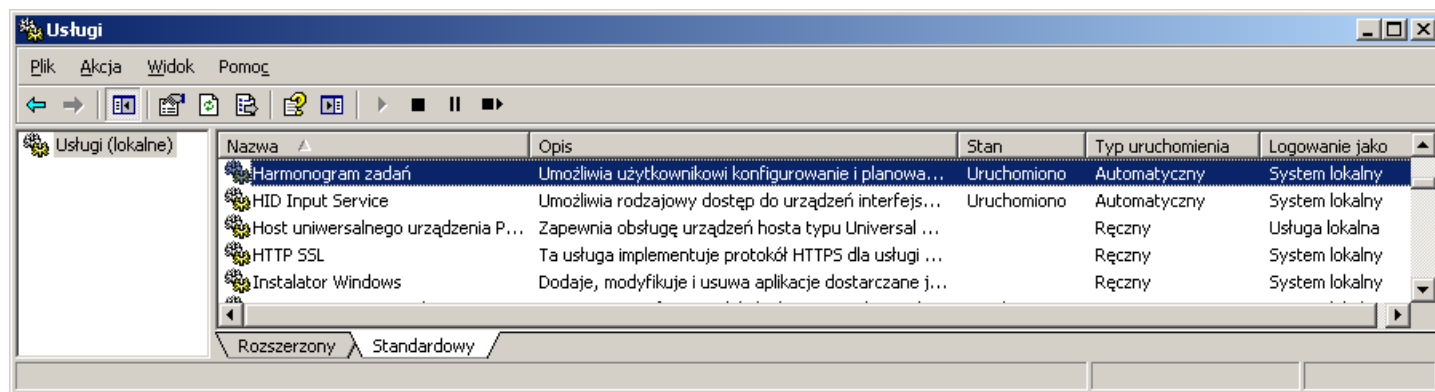 Usługi
Plik Akcja Widok Pomoc
Usługi (lokalne)
Nazwa Opis Stan Typ uruchomienia Logowanie jako
Harmonogram zadań Umożliwia użytkownikowi konfigurowanie i planowa... Uruchomiono Automatyczny System lokalny
HID Input Service Umożliwia rodzajowy dostęp do urządzeń interfejs... Uruchomiono Automatyczny System lokalny
Host uniwersalnego urządzenia P... Zapewnia obsługę urządzeń hosta typu Universal ... Ręczny Usługa lokalna
HTTP SSL Ta usługa implementuje protokół HTTPS dla usługi ... Ręczny System lokalny
Instalator Windows Dodaje, modyfikuje i usuwa aplikacje dostarczane j... Ręczny System lokalny
Rozszerzony Standardowy